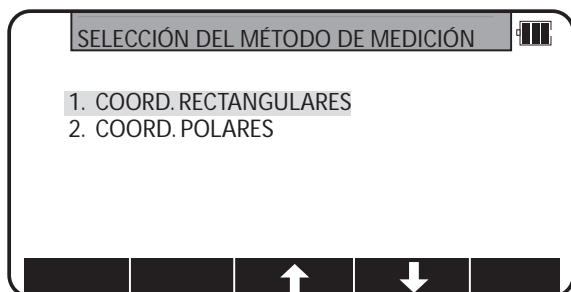 SELECCIÓN DEL MÉTODO DE MEDICIÓN
1. COORD. RECTANGULARES
2. COORD. POLARES